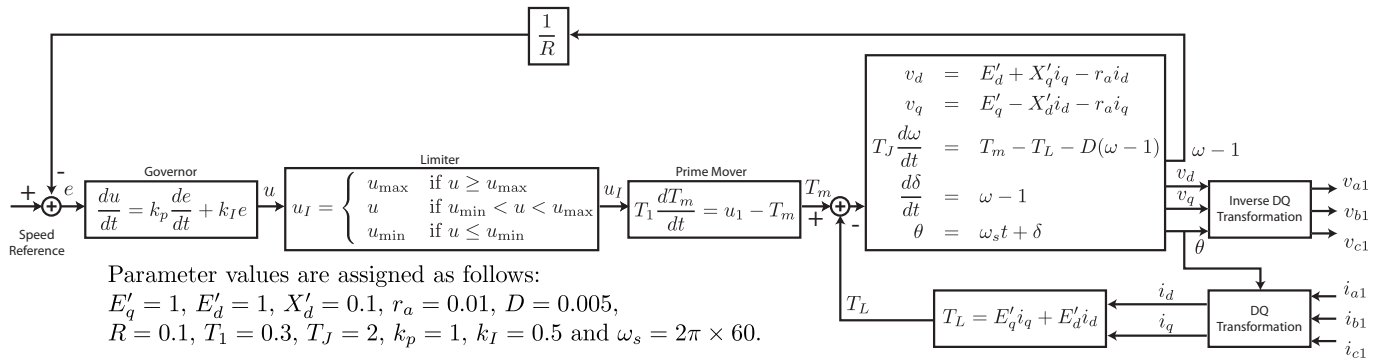 1/R
v_d = E'_d + X'_q i_q − r_a i_d
v_q = E'_q − X'_d i_d − r_a i_q
T_J dω/dt = T_m − T_L − D(ω − 1)
dδ/dt = ω − 1
θ = ω_s t + δ
ω − 1
-
+
e
Speed
Reference
Governor
du/dt = k_p de/dt + k_I e
u
Limiter
u_I = { u_max if u ≥ u_max
u if u_min < u < u_max
u_min if u ≤ u_min
u_I
Prime Mover
T_1 dT_m/dt = u_1 − T_m
T_m
+
-
v_d
v_q
θ
Inverse DQ
Transformation
v_a1
v_b1
v_c1
T_L
T_L = E'_q i_q + E'_d i_d
i_d
i_q
DQ
Transformation
i_a1
i_b1
i_c1
Parameter values are assigned as follows:
E'_q = 1, E'_d = 1, X'_d = 0.1, r_a = 0.01, D = 0.005,
R = 0.1, T_1 = 0.3, T_J = 2, k_p = 1, k_I = 0.5 and ω_s = 2π × 60.